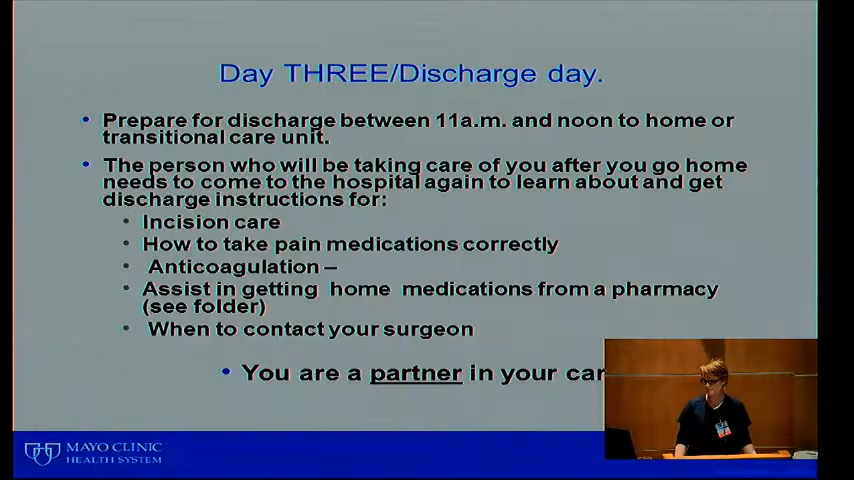 Day THREE/Discharge day.
• Prepare for discharge between 11a.m. and noon to home or
transitional care unit.
• The person who will be taking care of you after you go home
needs to come to the hospital again to learn about and get
discharge instructions for:
• Incision care
• How to take pain medications correctly
• Anticoagulation –
• Assist in getting home medications from a pharmacy
(see folder)
• When to contact your surgeon
• You are a partner in your car
MAYO CLINIC
HEALTH SYSTEM